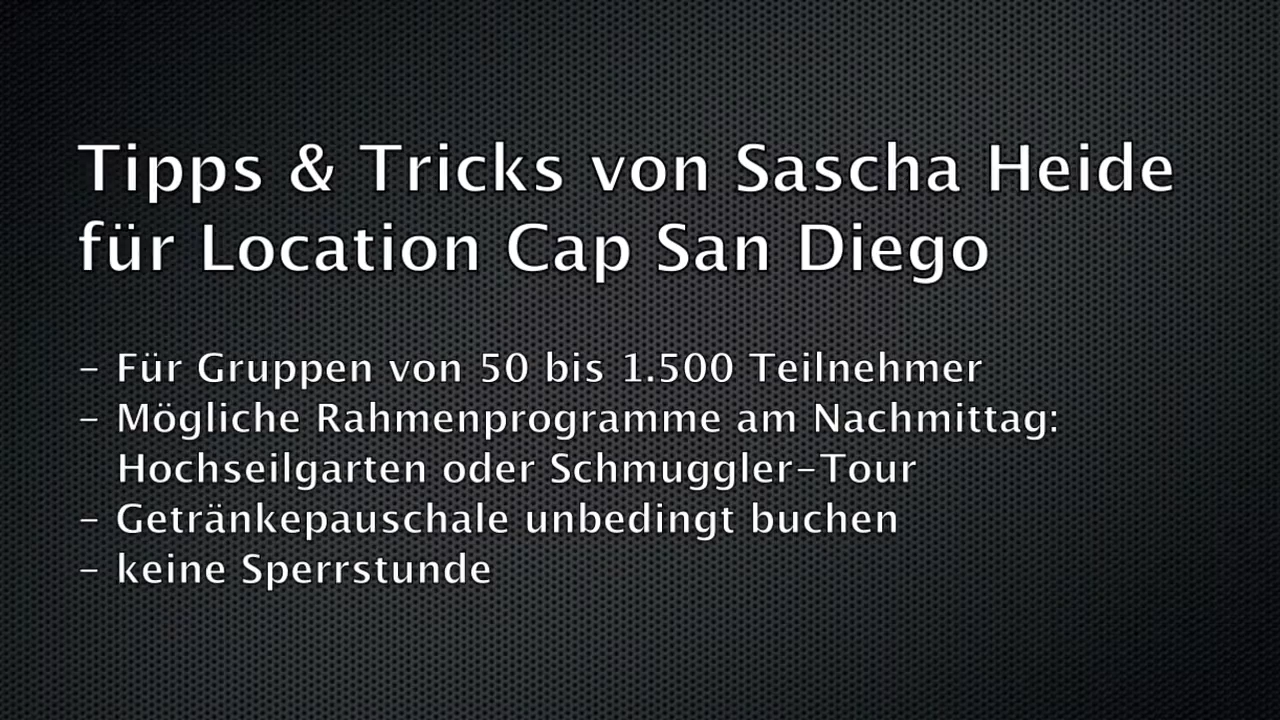 Tipps & Tricks von Sascha Heide
für Location Cap San Diego
- Für Gruppen von 50 bis 1.500 Teilnehmer
- Mögliche Rahmenprogramme am Nachmittag:
Hochseilgarten oder Schmuggler-Tour
- Getränkepauschale unbedingt buchen
- keine Sperrstunde